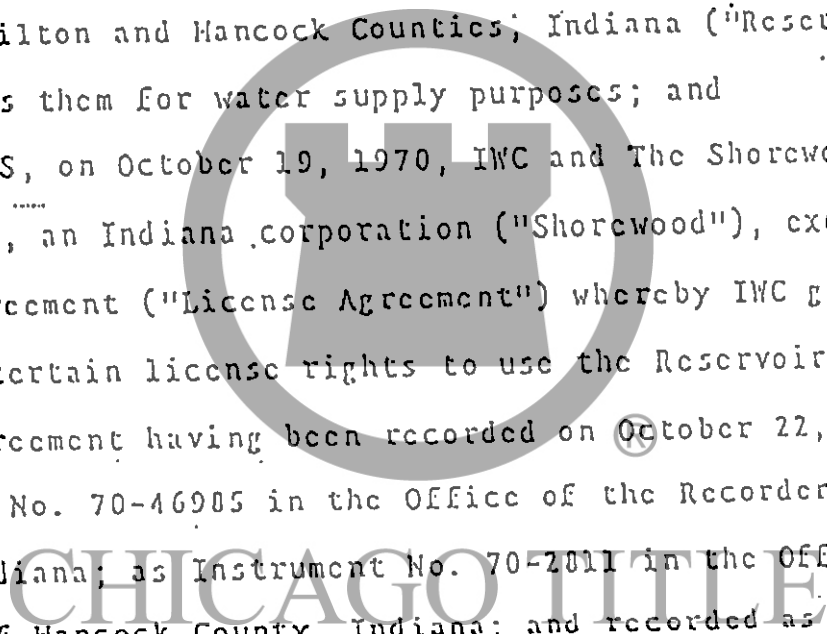 ilton and Hancock Counties; Indiana ("Reser
s them for water supply purposes; and
S, on October 19, 1970, IWC and The Shorewo
, an Indiana corporation ("Shorewood"), exe
reement ("License Agreement") whereby IWC g
certain license rights to use the Reservoir
reement having been recorded on October 22,
®
No. 70-46985 in the Office of the Recorder
diana; as Instrument No. 70-2811 in the Off
CHICAGO TITLE
Hancock County, Indiana; and recorded as